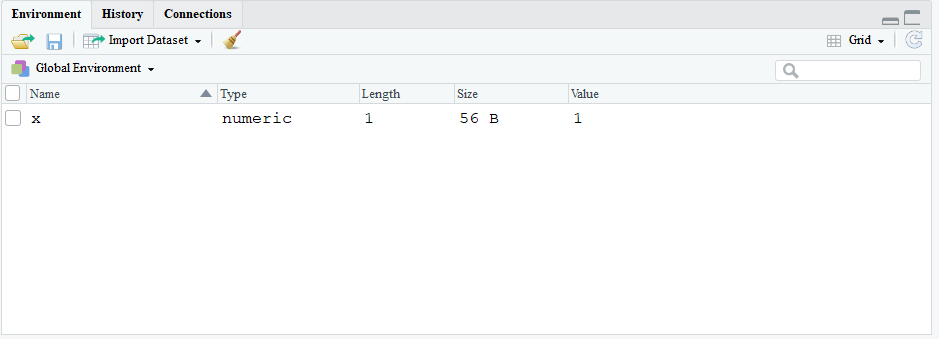 Environment History Connections
Import Dataset Grid
Global Environment
Name Type Length Size Value
x numeric 1 56 B 1